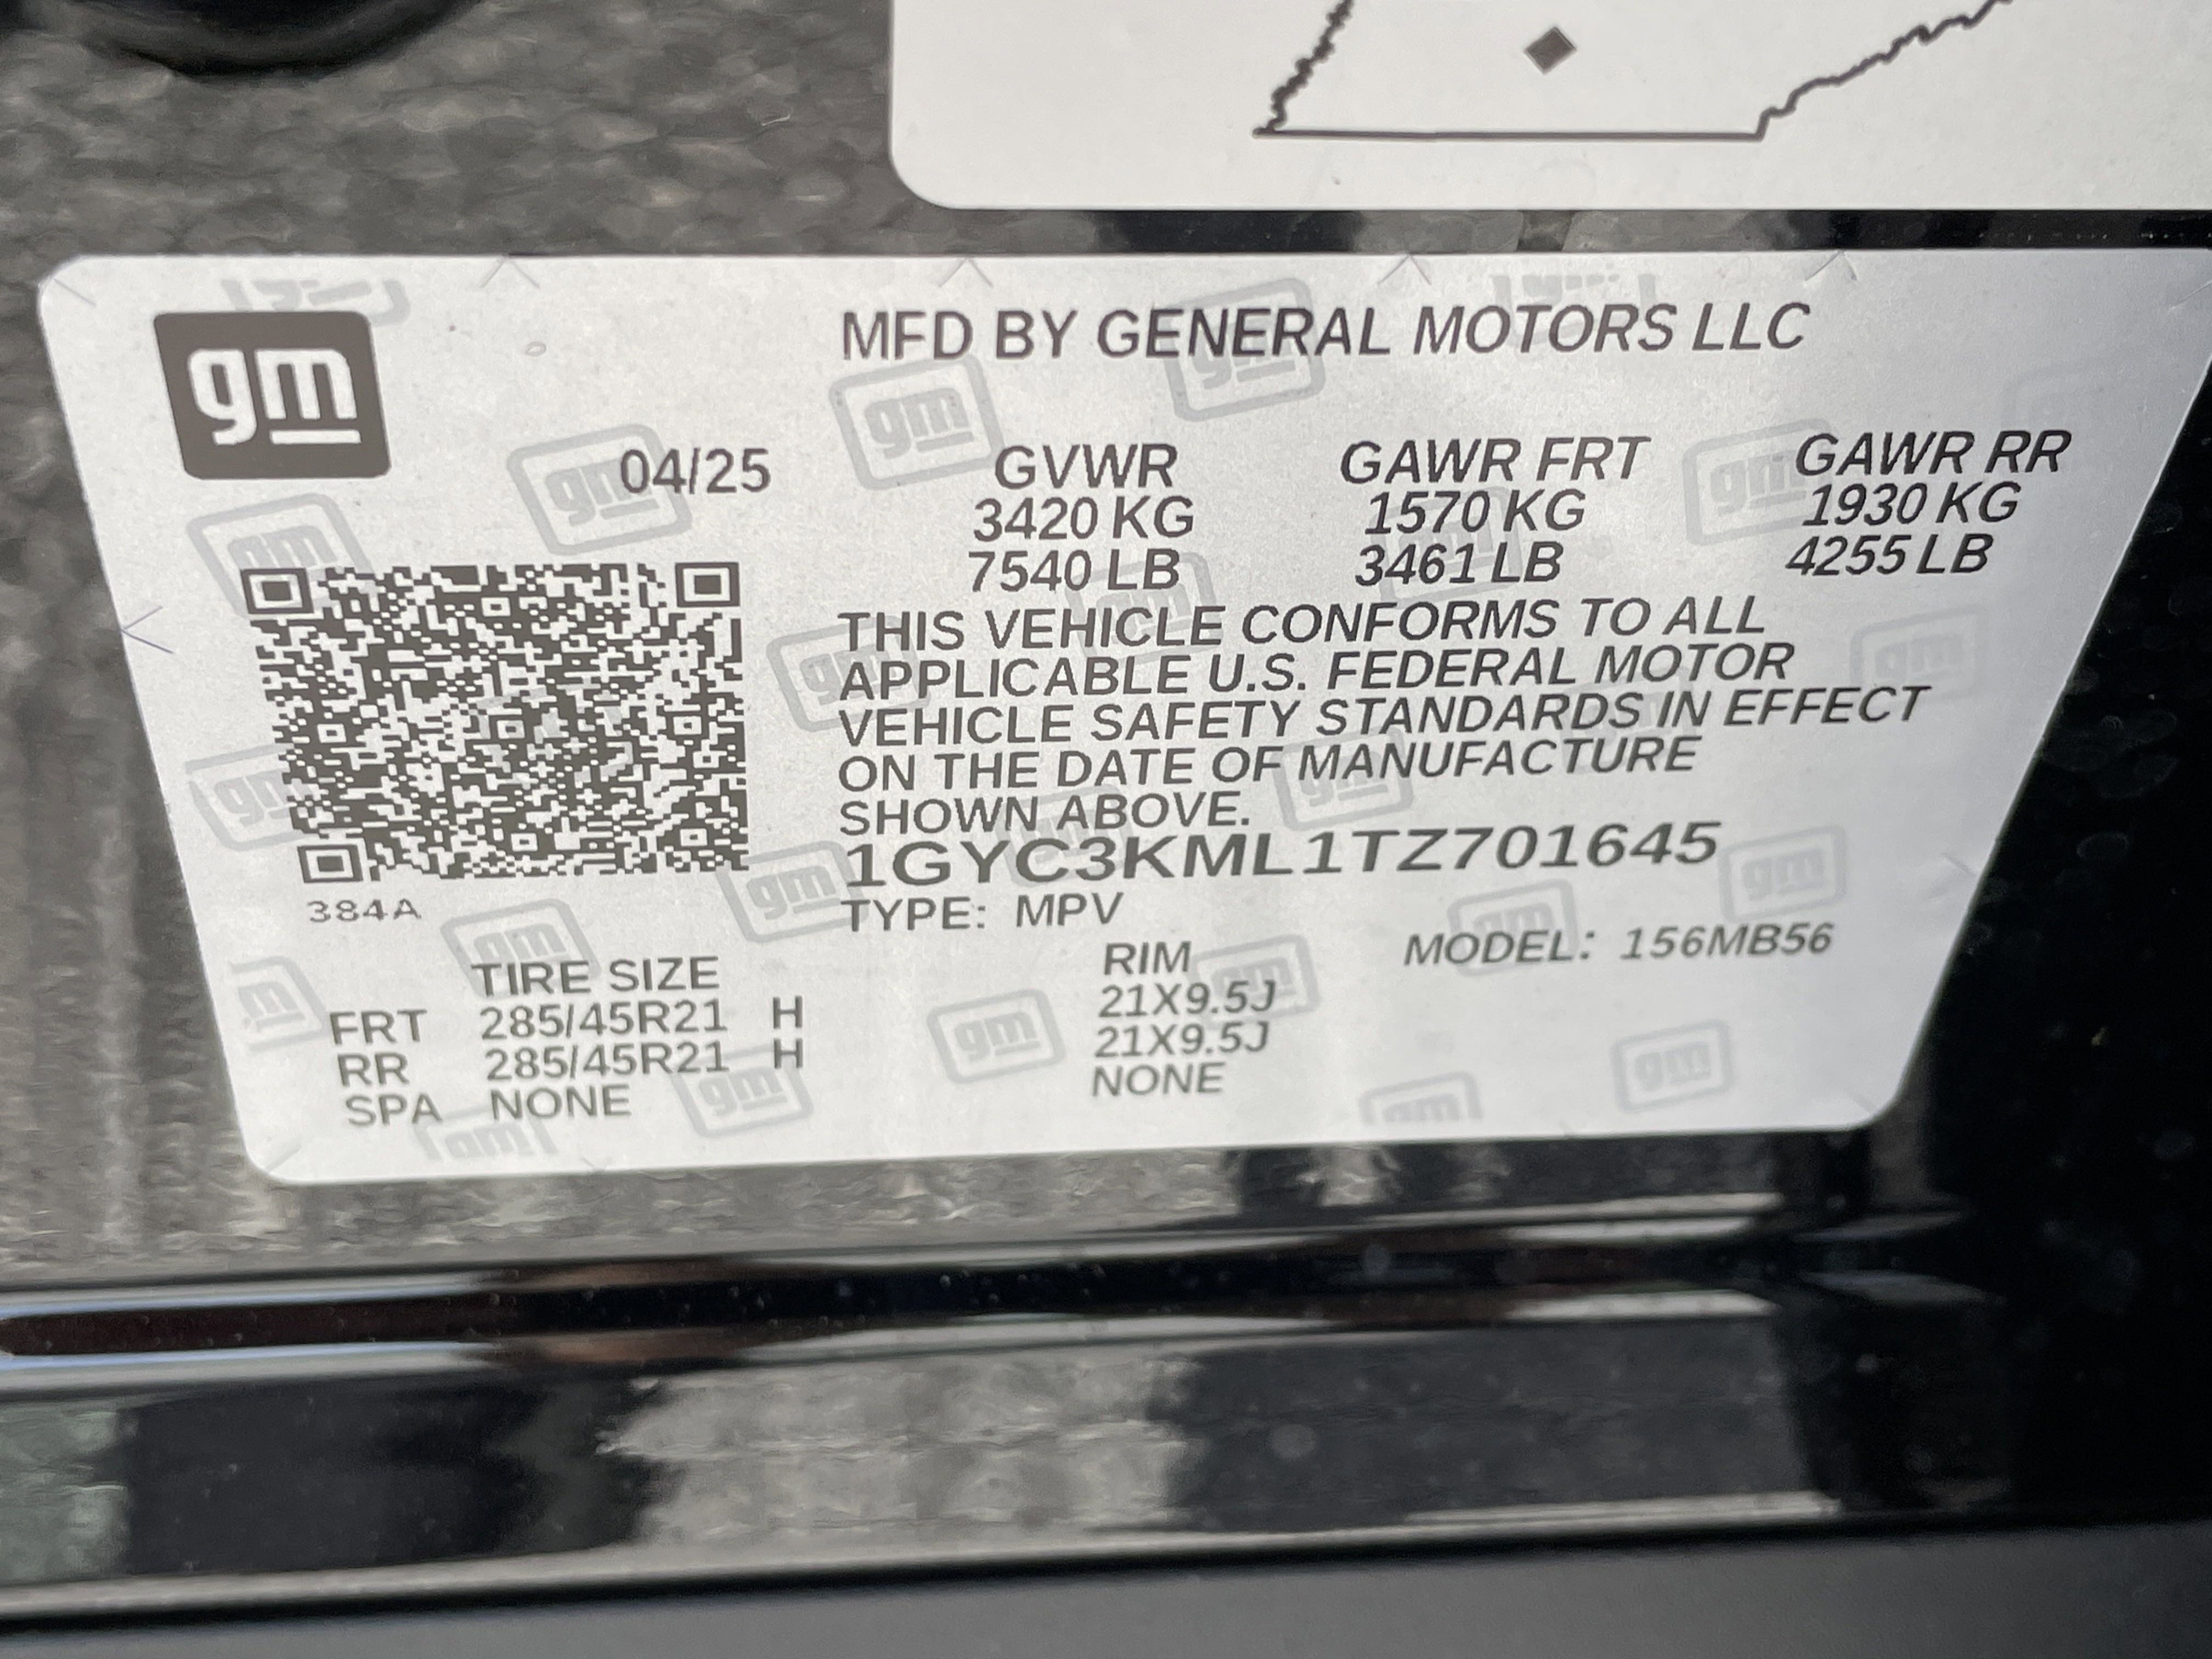 gm
MFD BY GENERAL MOTORS LLC
04/25
GVWR GAWR FRT GAWR RR
3420 KG 1570 KG 1930 KG
7540 LB 3461 LB 4255 LB
THIS VEHICLE CONFORMS TO ALL
APPLICABLE U.S. FEDERAL MOTOR
VEHICLE SAFETY STANDARDS IN EFFECT
ON THE DATE OF MANUFACTURE
SHOWN ABOVE.
1GYC3KML1TZ701645
384A
TYPE: MPV
MODEL: 156MB56
TIRE SIZE RIM
FRT 285/45R21 H 21X9.5J
RR 285/45R21 H 21X9.5J
SPA NONE NONE